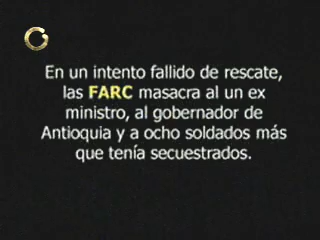 En un intento fallido de rescate,
las FARC masacra al un ex
ministro, al gobernador de
Antioquia y a ocho soldados más
que tenía secuestrados.